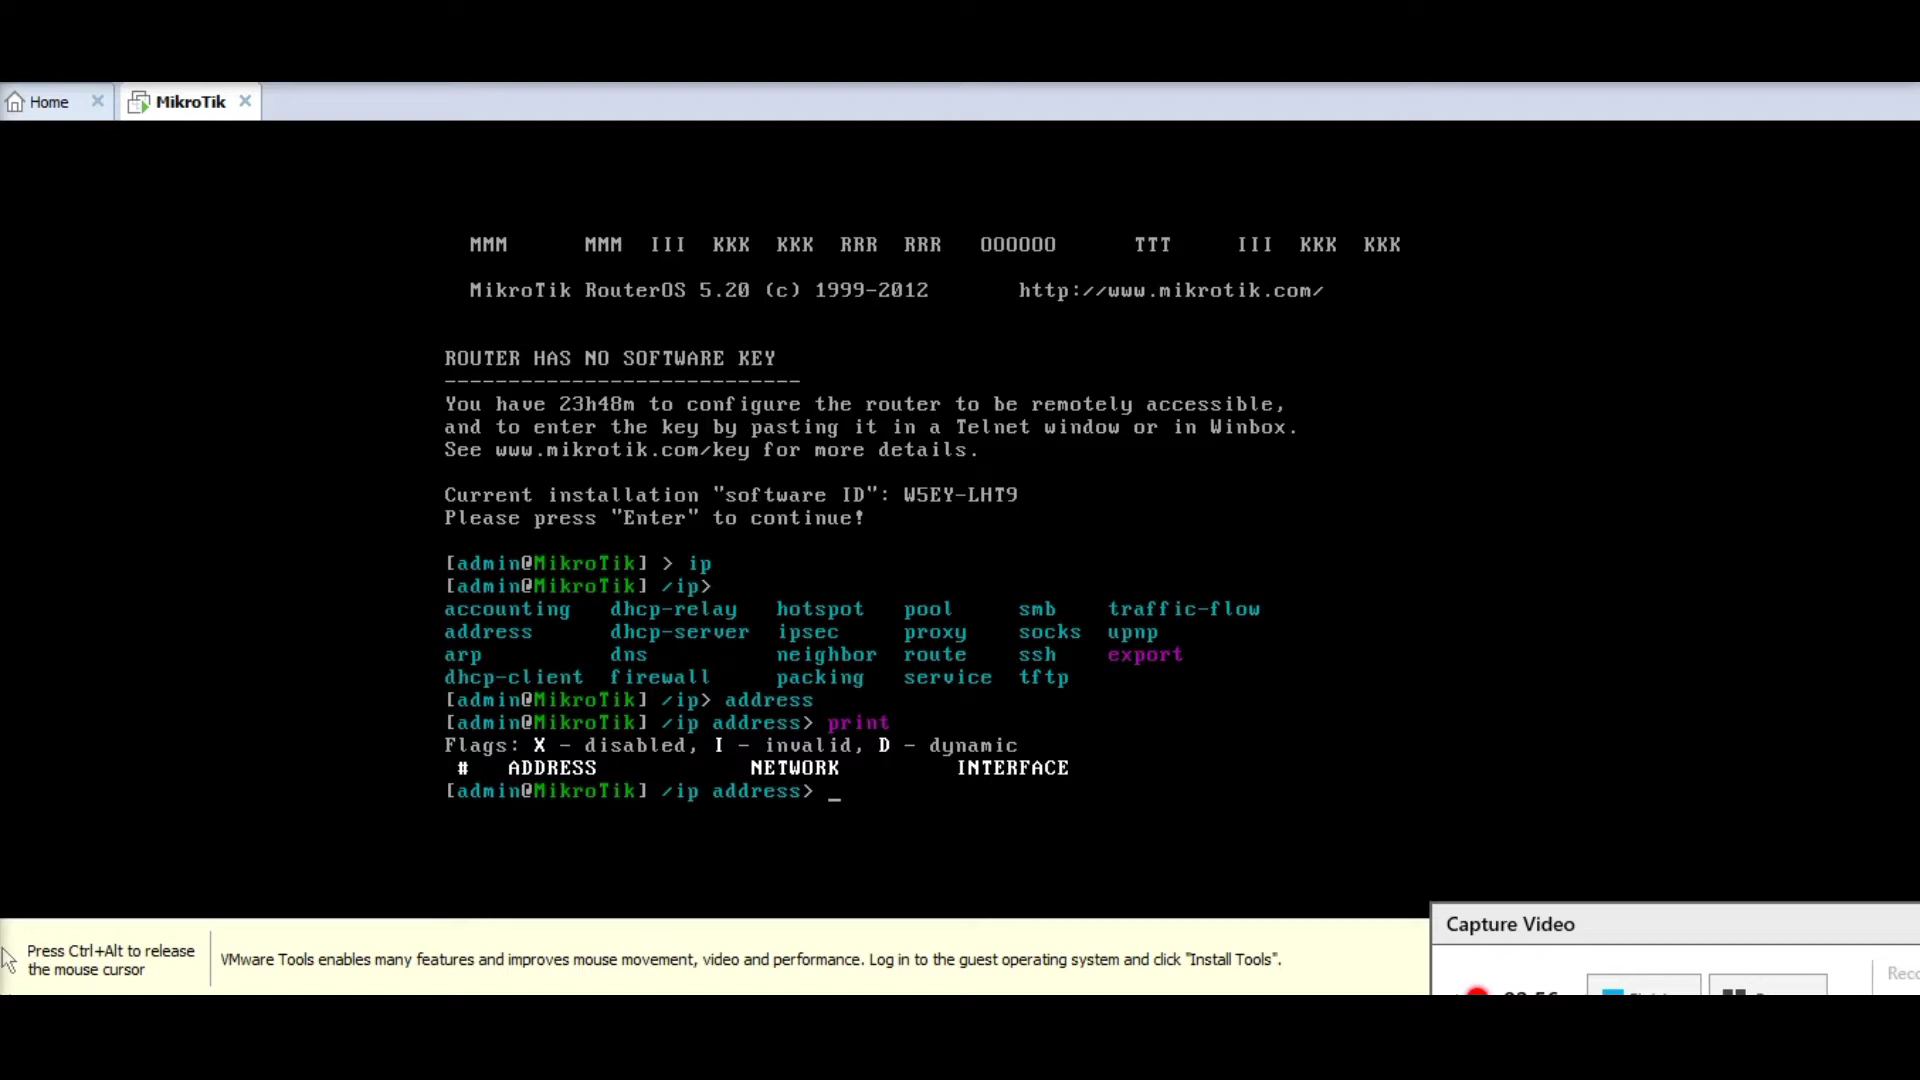 Home
MikroTik
MMM MMM III KKK KKK RRR RRR OOOOOO TTT III KKK KKK
MikroTik RouterOS 5.20 (c) 1999-2012 http://www.mikrotik.com/
ROUTER HAS NO SOFTWARE KEY
----------------------------
You have 23h48m to configure the router to be remotely accessible,
and to enter the key by pasting it in a Telnet window or in Winbox.
See www.mikrotik.com/key for more details.
Current installation "software ID": W5EY-LHT9
Please press "Enter" to continue!
[admin@MikroTik] > ip
[admin@MikroTik] /ip>
accounting dhcp-relay hotspot pool smb traffic-flow
address dhcp-server ipsec proxy socks upnp
arp dns neighbor route ssh export
dhcp-client firewall packing service tftp
[admin@MikroTik] /ip> address
[admin@MikroTik] /ip address> print
Flags: X - disabled, I - invalid, D - dynamic
# ADDRESS NETWORK INTERFACE
[admin@MikroTik] /ip address> _
Press Ctrl+Alt to release
the mouse cursor
VMware Tools enables many features and improves mouse movement, video and performance. Log in to the guest operating system and click "Install Tools".
Capture Video